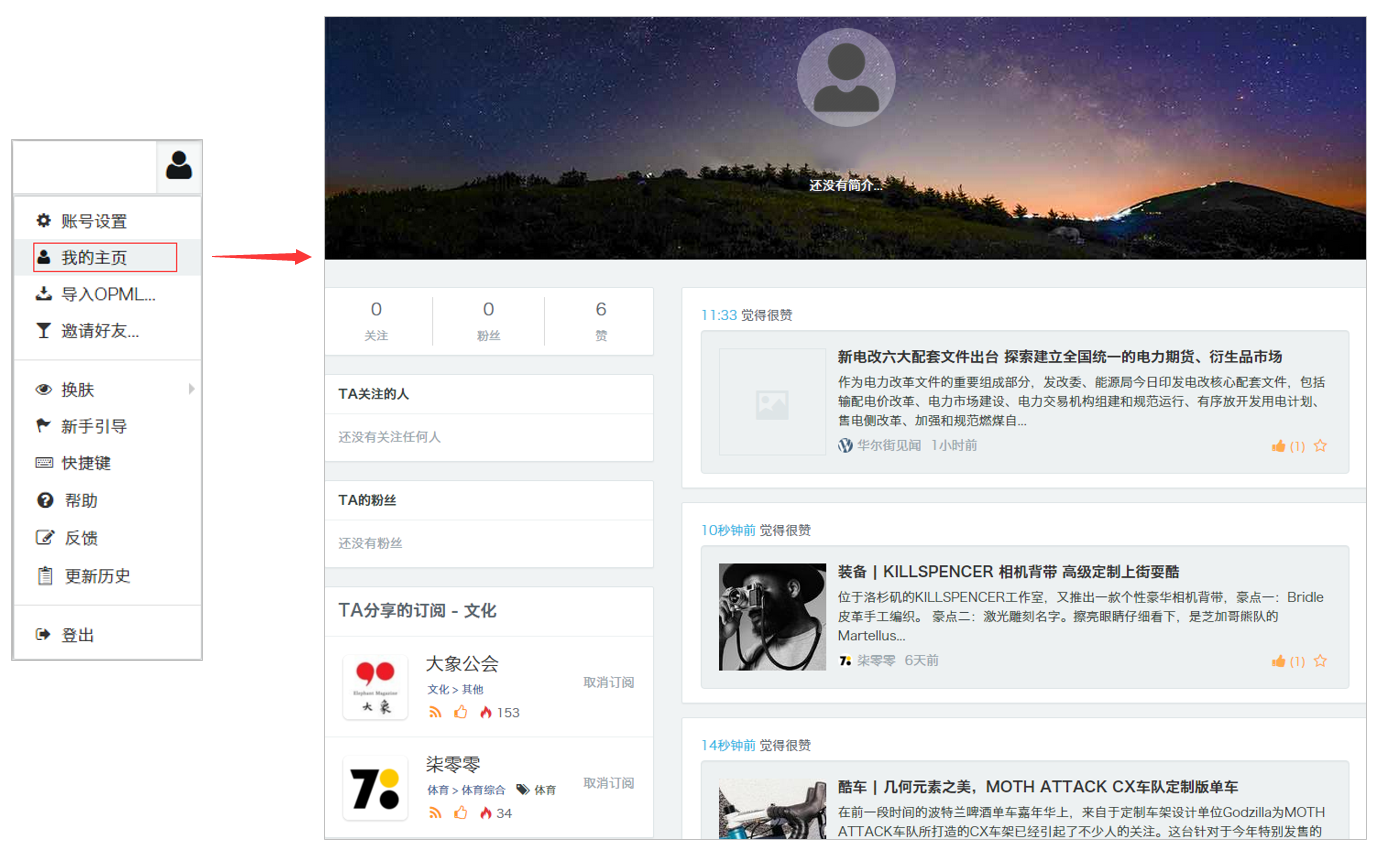 账号设置
我的主页
导入OPML...
邀请好友...
换肤
新手引导
快捷键
帮助
反馈
更新历史
登出
还没有简介...
0 0 6
关注 粉丝 赞
TA关注的人
还没有关注任何人
TA的粉丝
还没有粉丝
TA分享的订阅 - 文化
Elephant Magazine
大象
大象公会
文化 > 其他
153
取消订阅
7
柒零零
体育 > 体育综合 体育
34
取消订阅
11:33 觉得很赞
新电改六大配套文件出台 探索建立全国统一的电力期货、衍生品市场
作为电力改革文件的重要组成部分，发改委、能源局今日印发电改核心配套文件，包括
输配电价改革、电力市场建设、电力交易机构组建和规范运行、有序放开发用电计划、
售电侧改革、加强和规范燃煤自...
华尔街见闻 1小时前 (1)
10秒钟前 觉得很赞
装备 | KILLSPENCER 相机背带 高级定制上街耍酷
位于洛杉矶的KILLSPENCER工作室，又推出一款个性豪华相机背带，豪点一：Bridle
皮革手工编织。 豪点二：激光雕刻名字。擦亮眼睛仔细看下，是芝加哥熊队的
Martellus...
柒零零 6天前 (1)
14秒钟前 觉得很赞
酷车 | 几何元素之美，MOTH ATTACK CX车队定制版单车
在前一段时间的波特兰啤酒单车嘉年华上，来自于定制车架设计单位Godzilla为MOTH
ATTACK车队所打造的CX车架已经引起了不少人的关注。这台针对于今年特别发售的